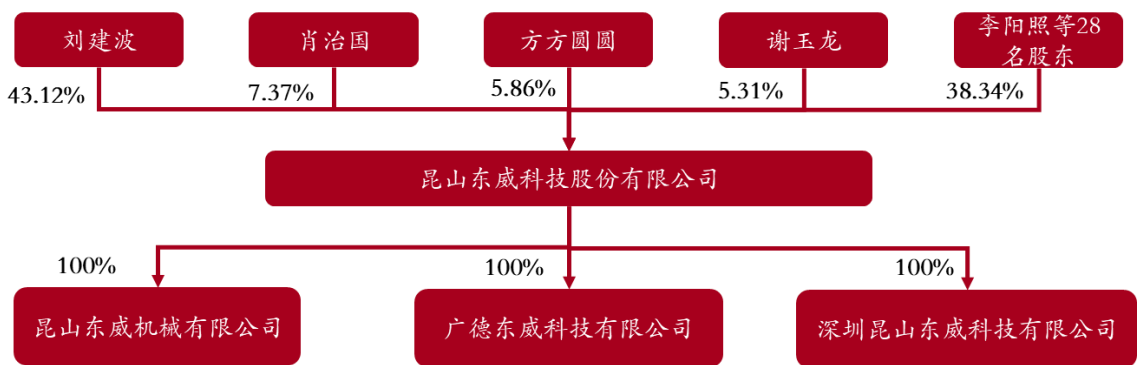 刘建波
肖治国
方方圆圆
谢玉龙
李阳照等28
名股东
43.12%
7.37%
5.86%
5.31%
38.34%
昆山东威科技股份有限公司
100%
100%
100%
昆山东威机械有限公司
广德东威科技有限公司
深圳昆山东威科技有限公司